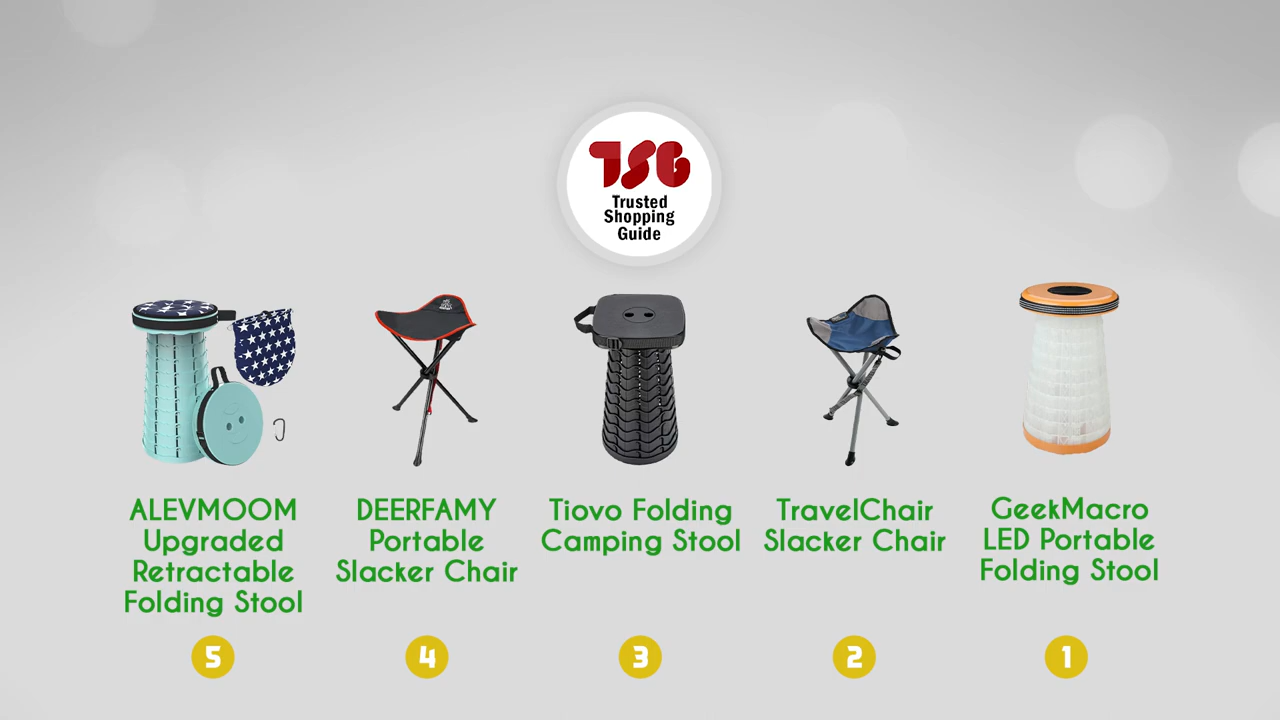 TSG
Trusted
Shopping
Guide
ALEVMOOM
Upgraded
Retractable
Folding Stool
DEERFAMY
Portable
Slacker Chair
Tiovo Folding
Camping Stool
TravelChair
Slacker Chair
GeekMacro
LED Portable
Folding Stool
5
4
3
2
1